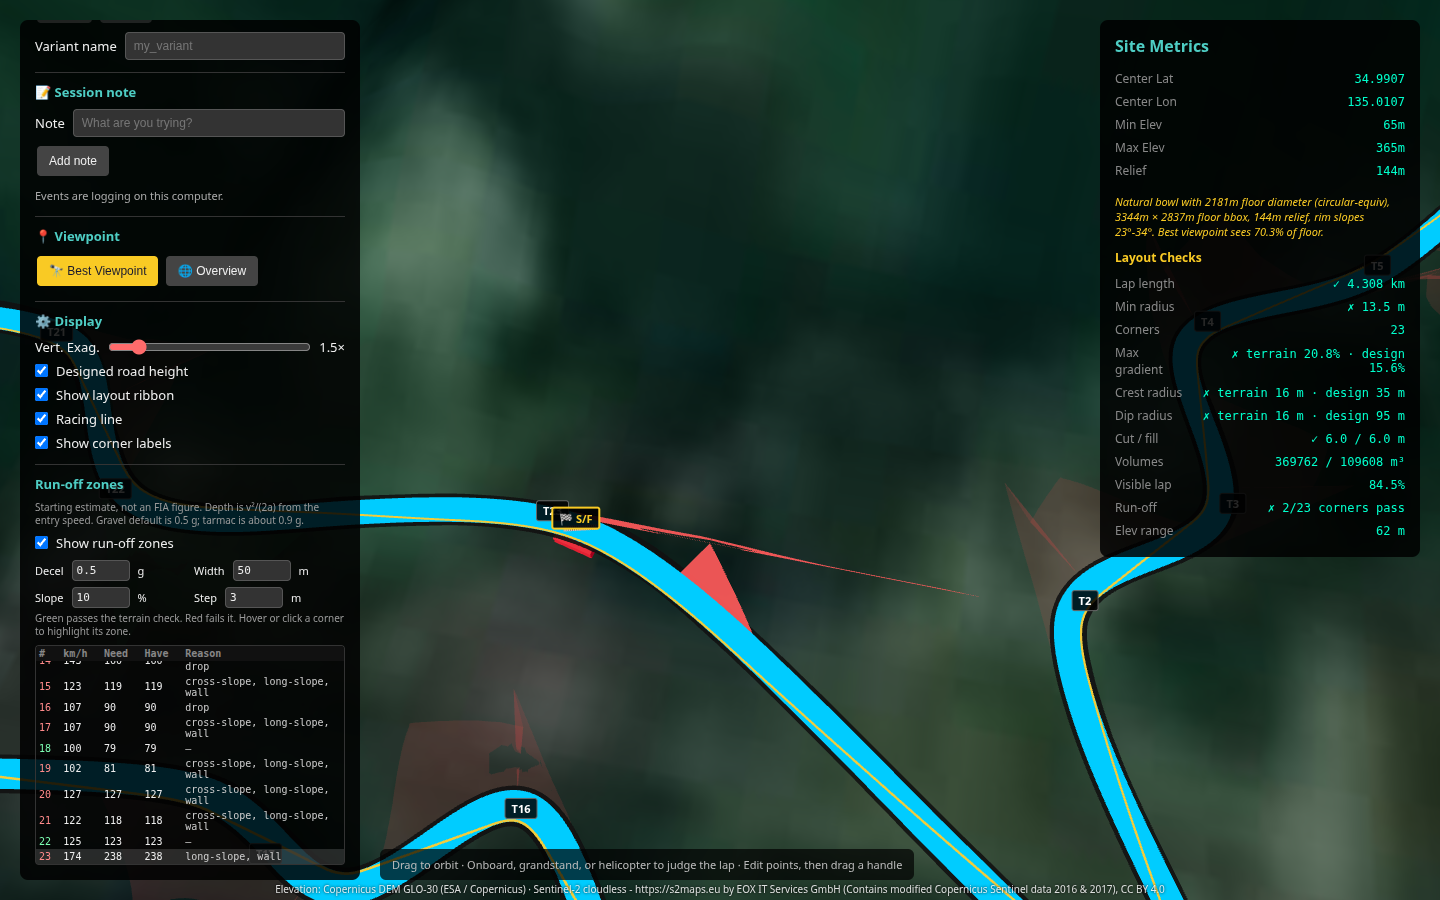 Variant name my_variant
📝 Session note
Note What are you trying?
Add note
Events are logging on this computer.
📍 Viewpoint
🔭 Best Viewpoint 🌐 Overview
⚙️ Display
Vert. Exag. 1.5×
Designed road height
Show layout ribbon
Racing line
Show corner labels
Run-off zones
Starting estimate, not an FIA figure. Depth is v²/(2a) from the
entry speed. Gravel default is 0.5 g; tarmac is about 0.9 g.
Show run-off zones
Decel 0.5 g Width 50 m
Slope 10 % Step 3 m
Green passes the terrain check. Red fails it. Hover or click a corner
to highlight its zone.
# km/h Need Have Reason
drop
15 123 119 119 cross-slope, long-slope,
wall
16 107 90 90 drop
17 107 90 90 cross-slope, long-slope,
wall
18 100 79 79 —
19 102 81 81 cross-slope, long-slope,
wall
20 127 127 127 cross-slope, long-slope,
wall
21 122 118 118 cross-slope, long-slope,
wall
22 125 123 123 —
23 174 238 238 long-slope, wall
T21
T22
🏁 S/F
T16
T2
T3
T4
T5
Site Metrics
Center Lat 34.9907
Center Lon 135.0107
Min Elev 65m
Max Elev 365m
Relief 144m
Natural bowl with 2181m floor diameter (circular-equiv),
3344m × 2837m floor bbox, 144m relief, rim slopes
23°-34°. Best viewpoint sees 70.3% of floor.
Layout Checks
Lap length ✓ 4.308 km
Min radius ✗ 13.5 m
Corners 23
Max gradient ✗ terrain 20.8% · design
15.6%
Crest radius ✗ terrain 16 m · design 35 m
Dip radius ✗ terrain 16 m · design 95 m
Cut / fill ✓ 6.0 / 6.0 m
Volumes 369762 / 109608 m³
Visible lap 84.5%
Run-off ✗ 2/23 corners pass
Elev range 62 m
Drag to orbit · Onboard, grandstand, or helicopter to judge the lap · Edit points, then drag a handle
Elevation: Copernicus DEM GLO-30 (ESA / Copernicus) · Sentinel-2 cloudless - https://s2maps.eu by EOX IT Services GmbH (Contains modified Copernicus Sentinel data 2016 & 2017), CC BY 4.0